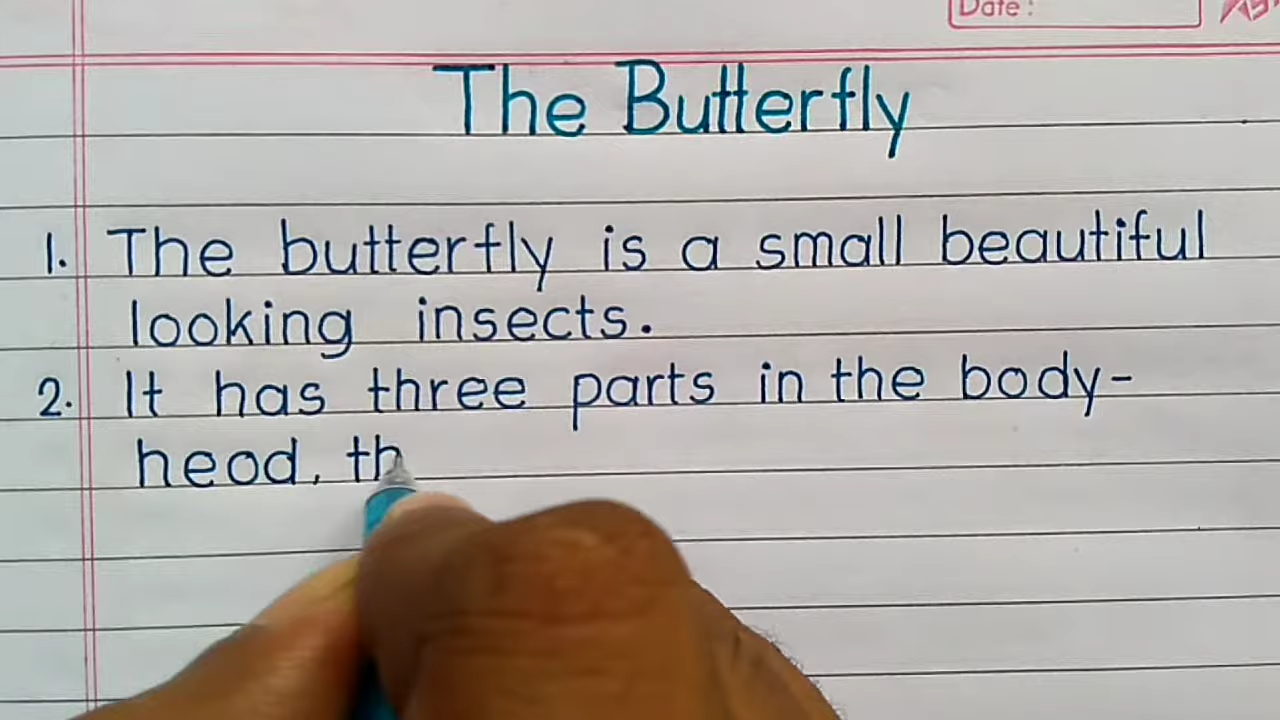 Date :
The Butterfly
1. The butterfly is a small beautiful
looking insects.
2. It has three parts in the body-
heod, th